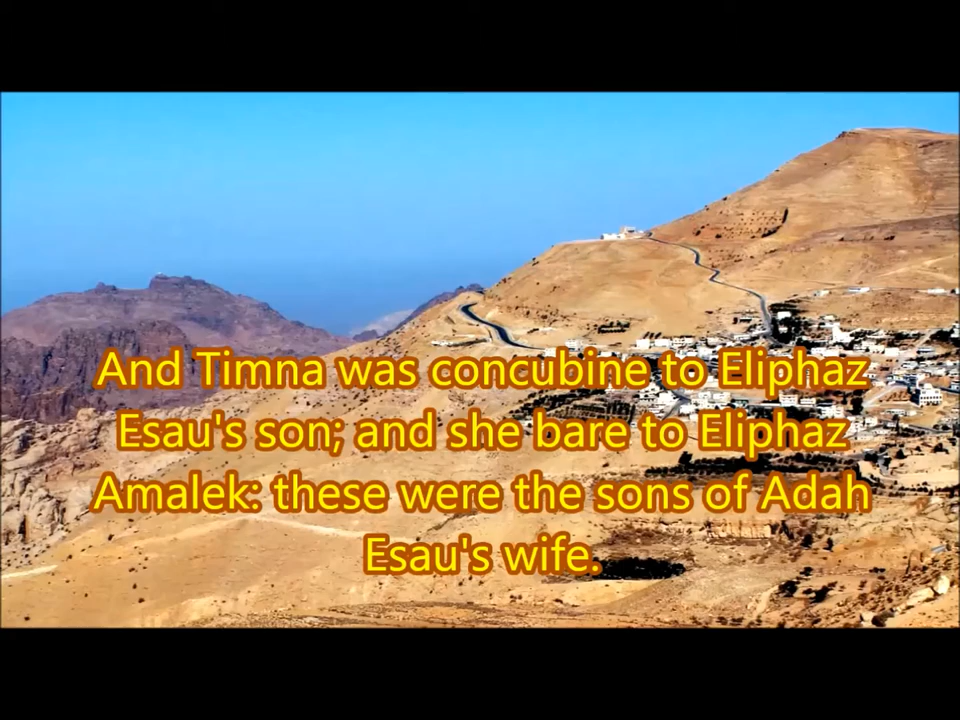 And Timna was concubine to Eliphaz
Esau's son; and she bare to Eliphaz
Amalek: these were the sons of Adah
Esau's wife.